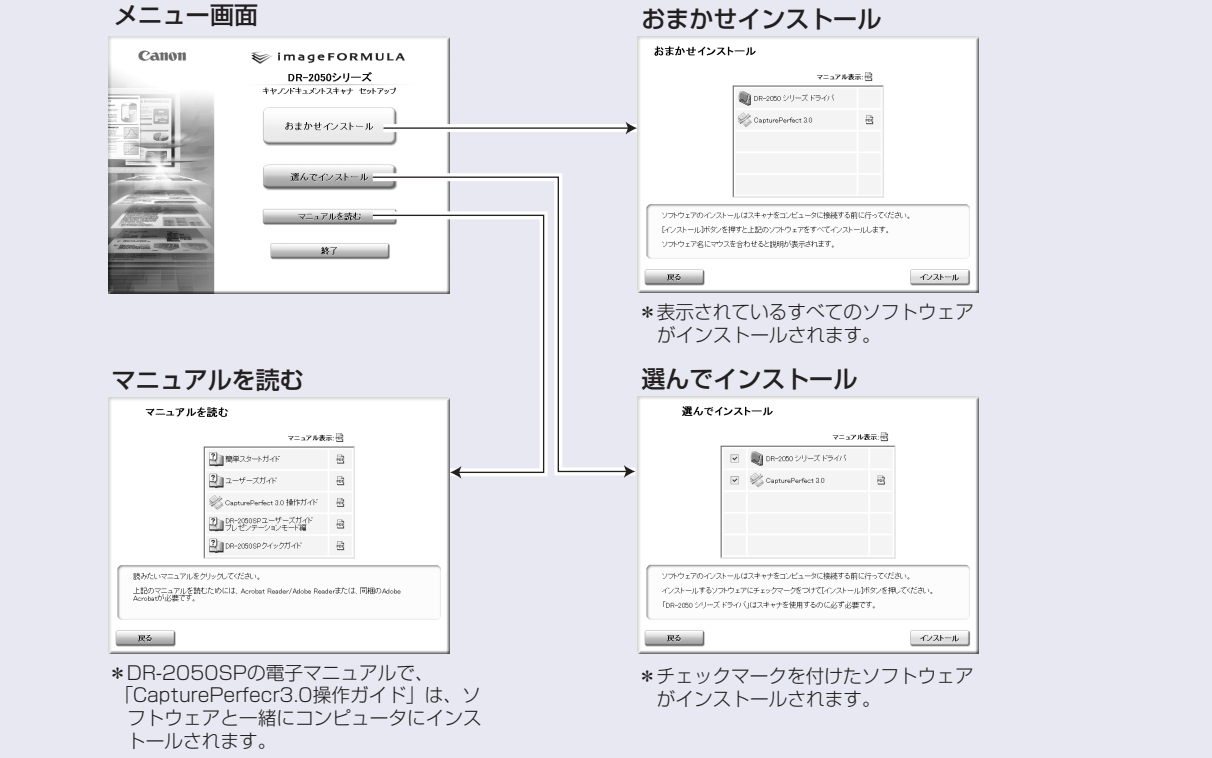 メニュー画面
Canon
imageFORMULA
DR-2050シリーズ
キヤノンドキュメントスキャナ セットアップ
おまかせインストール
選んでインストール
マニュアルを読む
終了
おまかせインストール
おまかせインストール
マニュアル表示:
DR-2050 シリーズ ドライバ
CapturePerfect 3.0
ソフトウェアのインストールはスキャナをコンピュータに接続する前に行ってください。
[インストール]ボタンを押すと上記のソフトウェアをすべてインストールします。
ソフトウェア名にマウスを合わせると説明が表示されます。
戻る
インストール
*表示されているすべてのソフトウェア
がインストールされます。
マニュアルを読む
マニュアルを読む
マニュアル表示:
簡単スタートガイド
ユーザーズガイド
CapturePerfect 3.0 操作ガイド
DR-2050SPユーザーズガイド
プレゼンテーションモード編
DR-2050SPクイックガイド
読みたいマニュアルをクリックしてください。
上記のマニュアルを読むためには、Acrobat Reader/Adobe Readerまたは、同梱のAdobe
Acrobatが必要です。
戻る
*DR-2050SPの電子マニュアルで、
「CapturePerfecr3.0操作ガイド」は、ソ
フトウェアと一緒にコンピュータにインス
トールされます。
選んでインストール
選んでインストール
マニュアル表示:
DR-2050 シリーズ ドライバ
CapturePerfect 3.0
ソフトウェアのインストールはスキャナをコンピュータに接続する前に行ってください。
インストールするソフトウェアにチェックマークをつけて[インストール]ボタンを押してください。
「DR-2050 シリーズ ドライバ」はスキャナを使用するのに必ず必要です。
戻る
インストール
*チェックマークを付けたソフトウェア
がインストールされます。